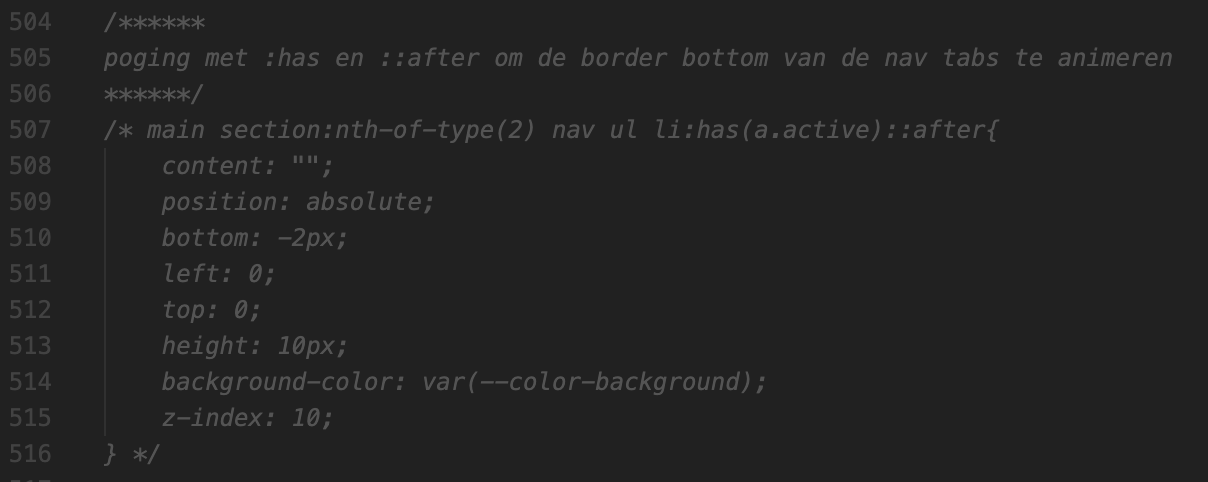 504 /******
505 poging met :has en ::after om de border bottom van de nav tabs te animeren
506 ******/
507 /* main section:nth-of-type(2) nav ul li:has(a.active)::after{
508 content: "";
509 position: absolute;
510 bottom: -2px;
511 left: 0;
512 top: 0;
513 height: 10px;
514 background-color: var(--color-background);
515 z-index: 10;
516 } */